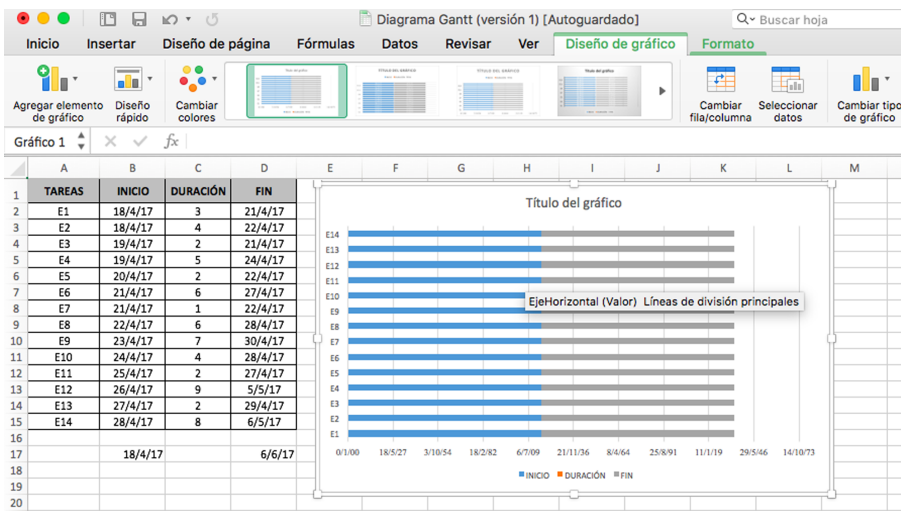 Diagrama Gantt (versión 1) [Autoguardado]
Buscar hoja
Inicio Insertar Diseño de página Fórmulas Datos Revisar Ver Diseño de gráfico Formato
Agregar elemento de gráfico
Diseño rápido
Cambiar colores
Cambiar fila/columna
Seleccionar datos
Cambiar tipo de gráfico
Gráfico 1 fx
A B C D E F G H I J K L M
1 TAREAS INICIO DURACIÓN FIN
2 E1 18/4/17 3 21/4/17
3 E2 18/4/17 4 22/4/17
4 E3 19/4/17 2 21/4/17
5 E4 19/4/17 5 24/4/17
6 E5 20/4/17 2 22/4/17
7 E6 21/4/17 6 27/4/17
8 E7 21/4/17 1 22/4/17
9 E8 22/4/17 6 28/4/17
10 E9 23/4/17 7 30/4/17
11 E10 24/4/17 4 28/4/17
12 E11 25/4/17 2 27/4/17
13 E12 26/4/17 9 5/5/17
14 E13 27/4/17 2 29/4/17
15 E14 28/4/17 8 6/5/17
16
17 18/4/17 6/6/17
18
19
20
Título del gráfico
E14
E13
E12
E11
E10
EjeHorizontal (Valor) Líneas de división principales
E9
E8
E7
E6
E5
E4
E3
E2
E1
0/1/00 18/5/27 3/10/54 18/2/82 6/7/09 21/11/36 8/4/64 25/8/91 11/1/19 29/5/46 14/10/73
INICIO DURACIÓN FIN